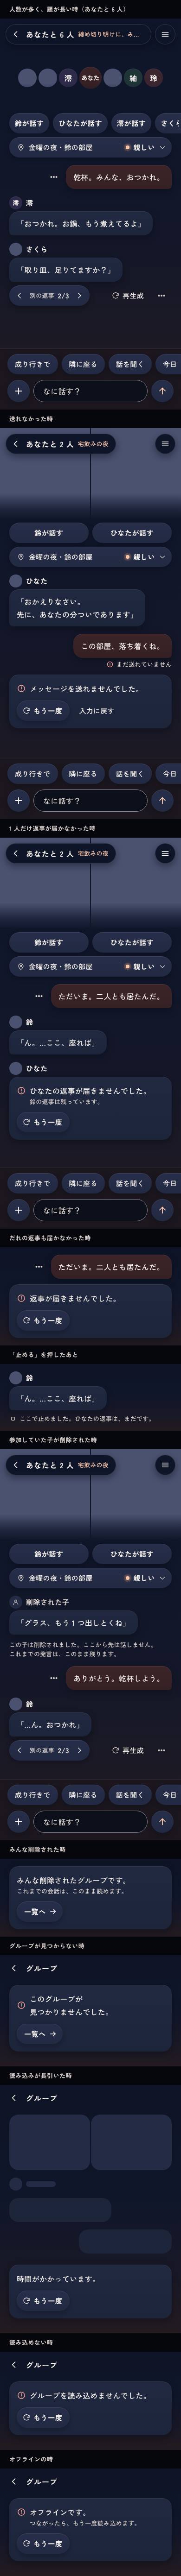 人数が多く、題が長い時（あなたと6人）
あなたと 6 人 締め切り明けに、み…
澪 あなた 紬 玲
鈴が話す ひなたが話す 澪が話す さくら
金曜の夜・鈴の部屋 親しい
乾杯。みんな、おつかれ。
澪 澪
「おつかれ。お鍋、もう煮えてるよ」
さくら
「取り皿、足りてますか？」
別の返事 2/3 再生成
成り行きで 隣に座る 話を聞く 今日
なにを話す？
送れなかった時
あなたと 2 人 宅飲みの夜
鈴が話す ひなたが話す
金曜の夜・鈴の部屋 親しい
ひなた
「おかえりなさい。
先に、あなたの分ついであります」
この部屋、落ち着くね。
まだ送れていません
メッセージを送れませんでした。
もう一度 入力に戻す
成り行きで 隣に座る 話を聞く 今日
なにを話す？
1 人だけ返事が届かなかった時
あなたと 2 人 宅飲みの夜
鈴が話す ひなたが話す
金曜の夜・鈴の部屋 親しい
ただいま。二人とも居たんだ。
鈴
「ん。…ここ、座れば」
ひなた
ひなたの返事が届きませんでした。
鈴の返事は残っています。
もう一度
成り行きで 隣に座る 話を聞く 今日
なにを話す？
だれの返事も届かなかった時
ただいま。二人とも居たんだ。
返事が届きませんでした。
もう一度
「止める」を押したあと
鈴
「ん。…ここ、座れば」
ここで止めました。ひなたの返事は、まだです。
参加していた子が削除された時
あなたと 2 人 宅飲みの夜
鈴が話す ひなたが話す
金曜の夜・鈴の部屋 親しい
削除された子
「グラス、もう 1 つ出しとくね」
この子は削除されました。ここから先は話しません。
これまでの発言は、このまま残ります。
ありがとう。乾杯しよう。
鈴
「…ん。おつかれ」
別の返事 2/3 再生成
成り行きで 隣に座る 話を聞く 今日
なにを話す？
みんな削除された時
みんな削除されたグループです。
これまでの会話は、このまま読めます。
一覧へ
グループが見つからない時
グループ
このグループが
見つかりませんでした。
一覧へ
読み込みが長引いた時
グループ
時間がかかっています。
もう一度
読み込めない時
グループ
グループを読み込めませんでした。
もう一度
オフラインの時
グループ
オフラインです。
つながったら、もう一度読み込めます。
もう一度